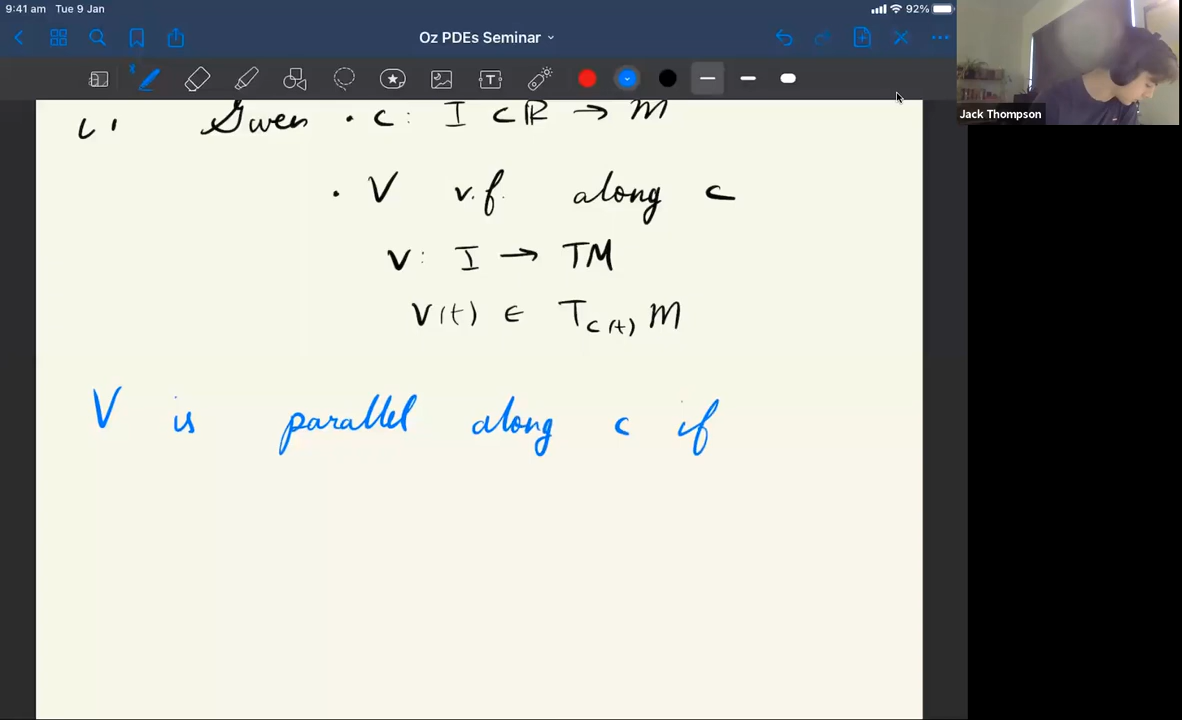 9:41 am Tue 9 Jan
92%
Oz PDEs Seminar
Jack Thompson
Given · c: I ⊂ ℝ → M
· V v.f. along c
V: I → TM
V(t) ∈ T_{c(t)} M
V is parallel along c if